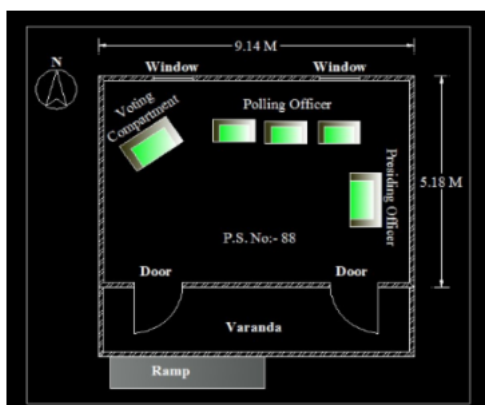 9.14 M
N
Window
Window
Voting
Compartment
Polling Officer
Presiding Officer
5.18 M
P.S. No:- 88
Door
Door
Varanda
Ramp